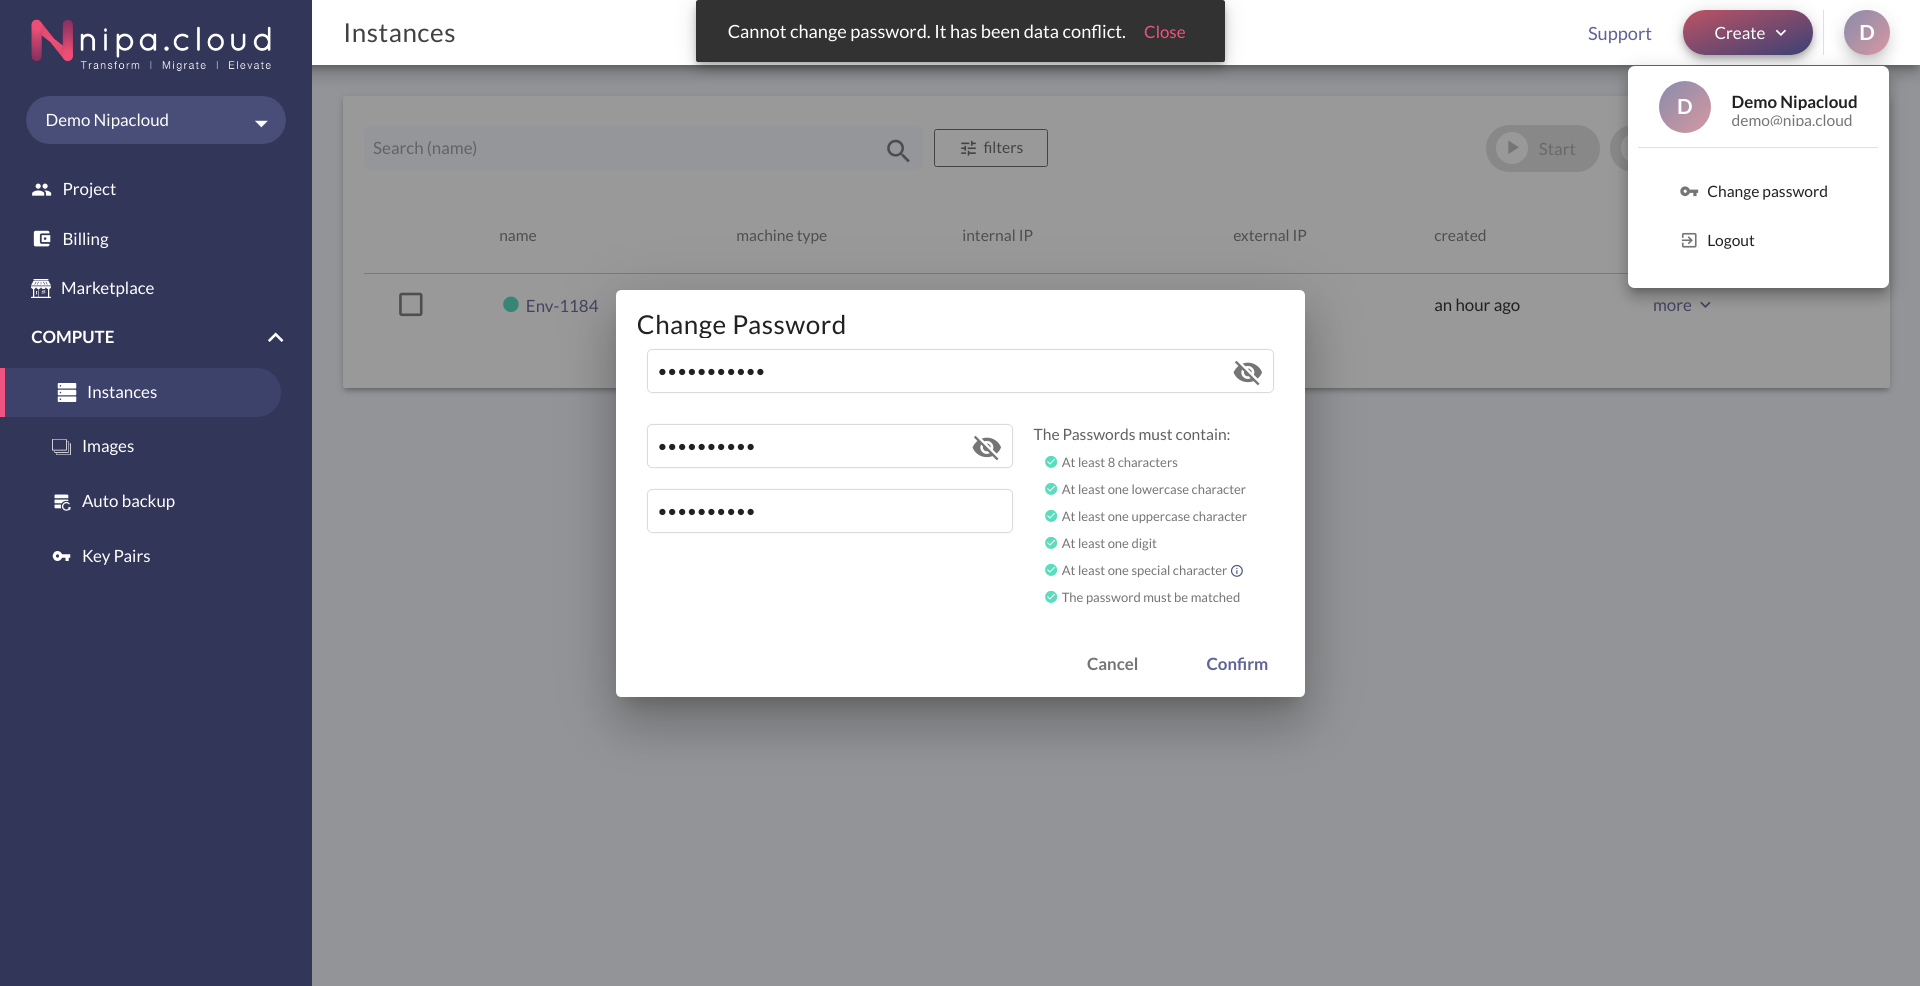 nipa.cloud
Transform | Migrate | Elevate
Demo Nipacloud
Project
Billing
Marketplace
COMPUTE
Instances
Images
Auto backup
Key Pairs
Instances
Cannot change password. It has been data conflict. Close
Support
Create
D
D
Demo Nipacloud
demo@nipa.cloud
Change password
Logout
Search (name)
filters
Start
name machine type internal IP external IP created
Env-1184 an hour ago more
Change Password
•••••••••••
••••••••••
••••••••••
The Passwords must contain:
At least 8 characters
At least one lowercase character
At least one uppercase character
At least one digit
At least one special character
The password must be matched
Cancel Confirm